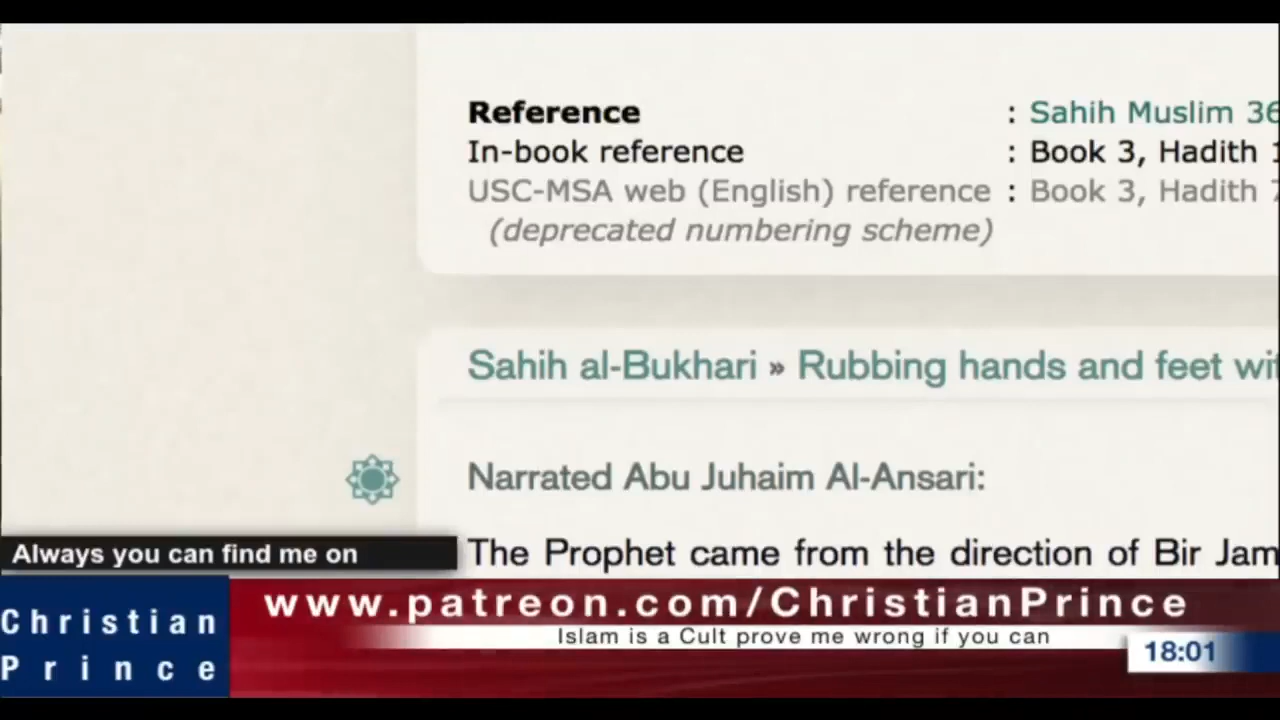 Reference : Sahih Muslim 36
In-book reference : Book 3, Hadith
USC-MSA web (English) reference : Book 3, Hadith
(deprecated numbering scheme)
Sahih al-Bukhari » Rubbing hands and feet
Narrated Abu Juhaim Al-Ansari:
The Prophet came from the direction of Bir Jam
Always you can find me on
www.patreon.com/ChristianPrince
Islam is a Cult prove me wrong if you can
Christian
Prince
18:01